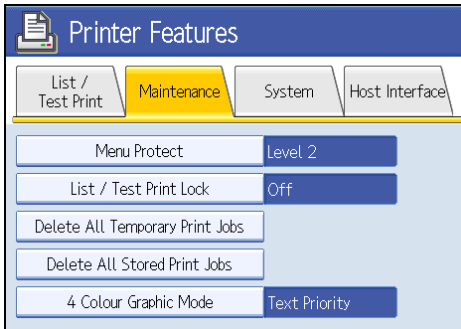 Printer Features
List /
Test Print
Maintenance
System
Host Interface
Menu Protect
Level 2
List / Test Print Lock
Off
Delete All Temporary Print Jobs
Delete All Stored Print Jobs
4 Colour Graphic Mode
Text Priority